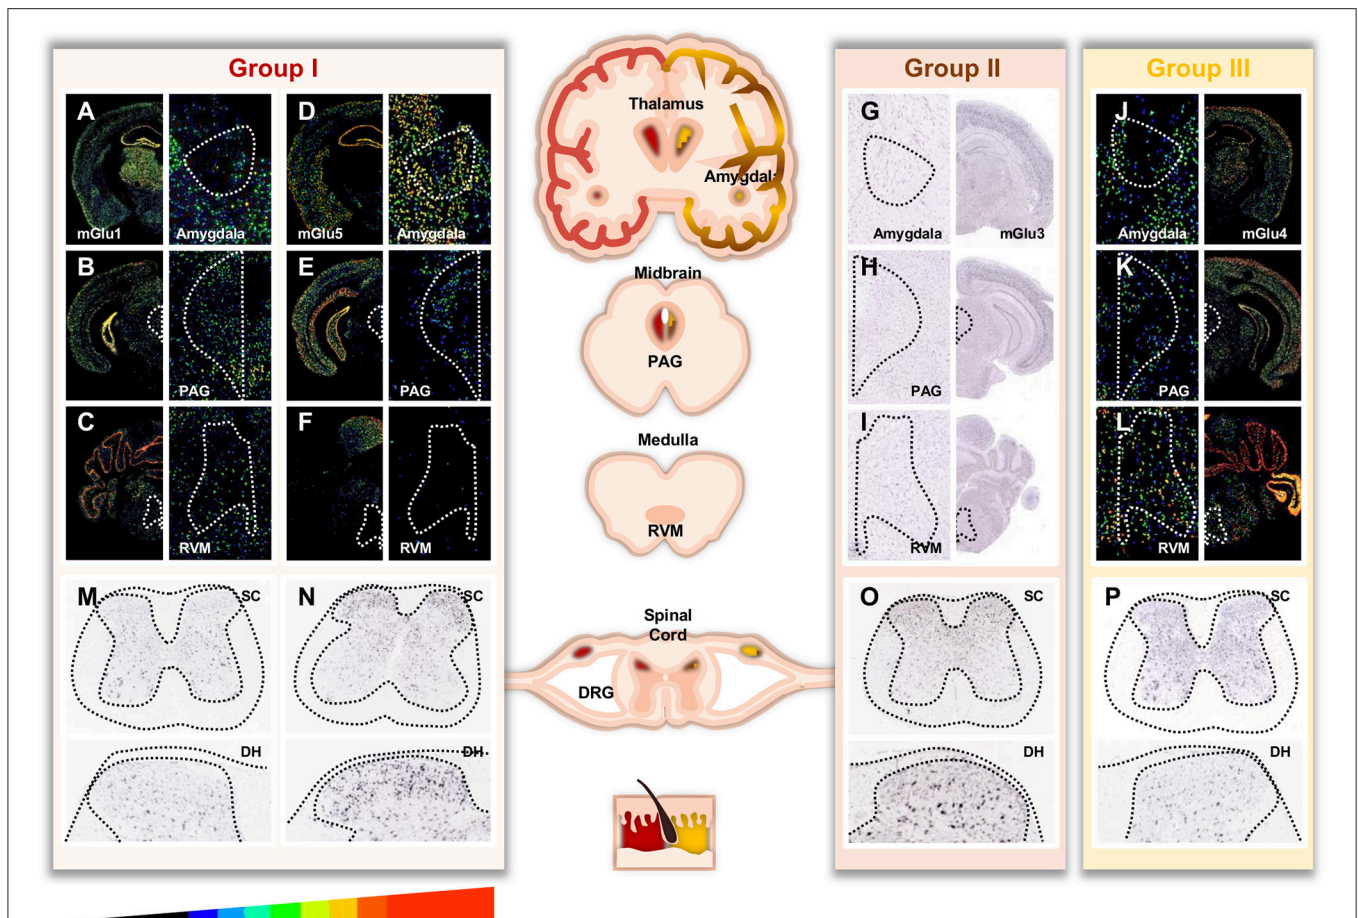 Group I
A
mGlu1
Amygdala
D
mGlu5
Amygdala
B
PAG
E
PAG
C
RVM
F
RVM
M
SC
DH
N
SC
DH
Thalamus
Amygdala
Midbrain
PAG
Medulla
RVM
Spinal
Cord
DRG
Group II
G
Amygdala
mGlu3
H
PAG
I
RVM
O
SC
DH
Group III
J
Amygdala
mGlu4
K
PAG
L
RVM
P
SC
DH